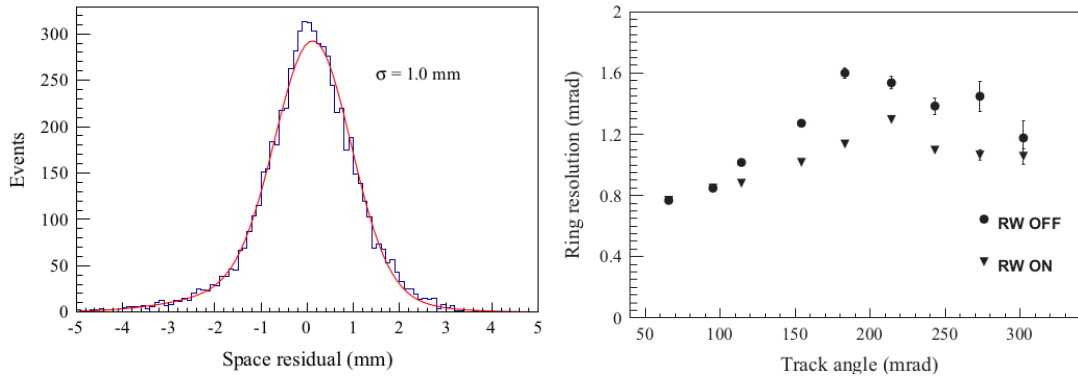 300
250
200
150
100
50
0
Events
σ = 1.0 mm
-5 -4 -3 -2 -1 0 1 2 3 4 5
Space residual (mm)
2
1.6
1.2
0.8
0.4
0
Ring resolution (mrad)
RW OFF
RW ON
50 100 150 200 250 300
Track angle (mrad)